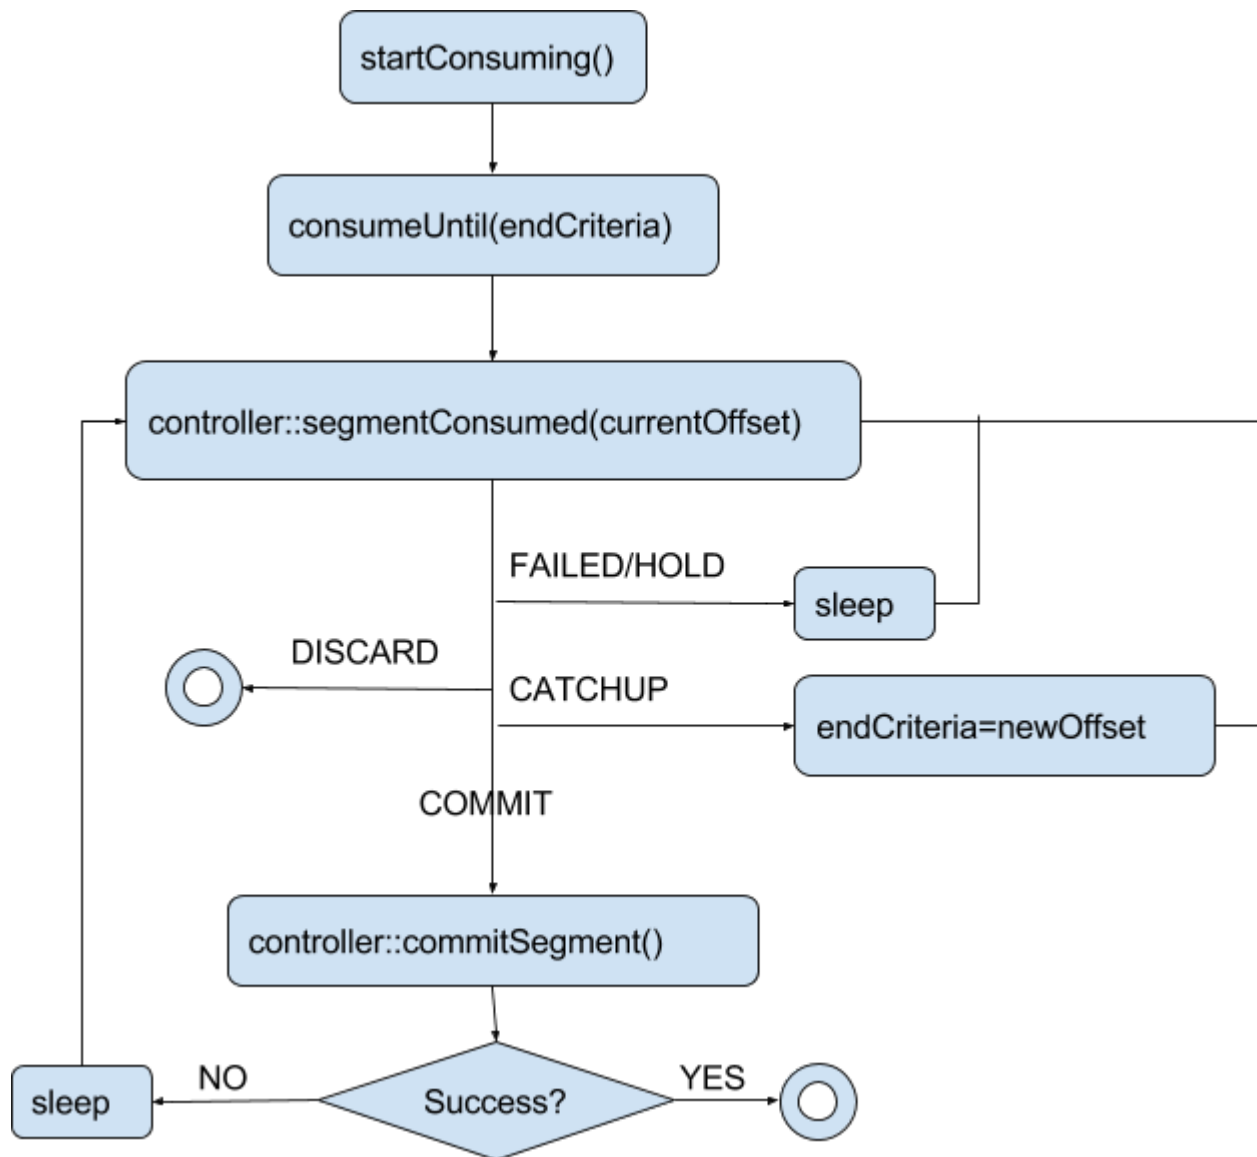 startConsuming()
consumeUntil(endCriteria)
controller::segmentConsumed(currentOffset)
FAILED/HOLD
sleep
DISCARD
CATCHUP
endCriteria=newOffset
COMMIT
controller::commitSegment()
NO
YES
sleep
Success?